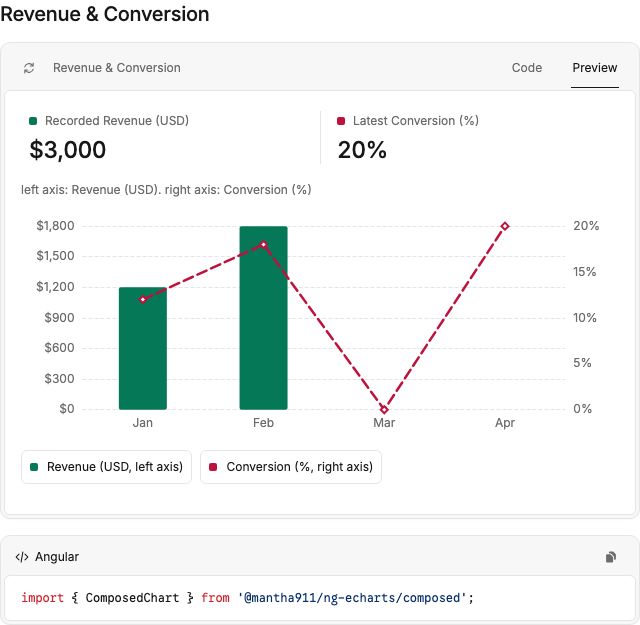 Revenue & Conversion
Revenue & Conversion
Code
Preview
Recorded Revenue (USD)
$3,000
Latest Conversion (%)
20%
left axis: Revenue (USD). right axis: Conversion (%)
$1,800
$1,500
$1,200
$900
$600
$300
$0
20%
15%
10%
5%
0%
Jan
Feb
Mar
Apr
Revenue (USD, left axis)
Conversion (%, right axis)
</> Angular
import { ComposedChart } from '@mantha911/ng-echarts/composed';